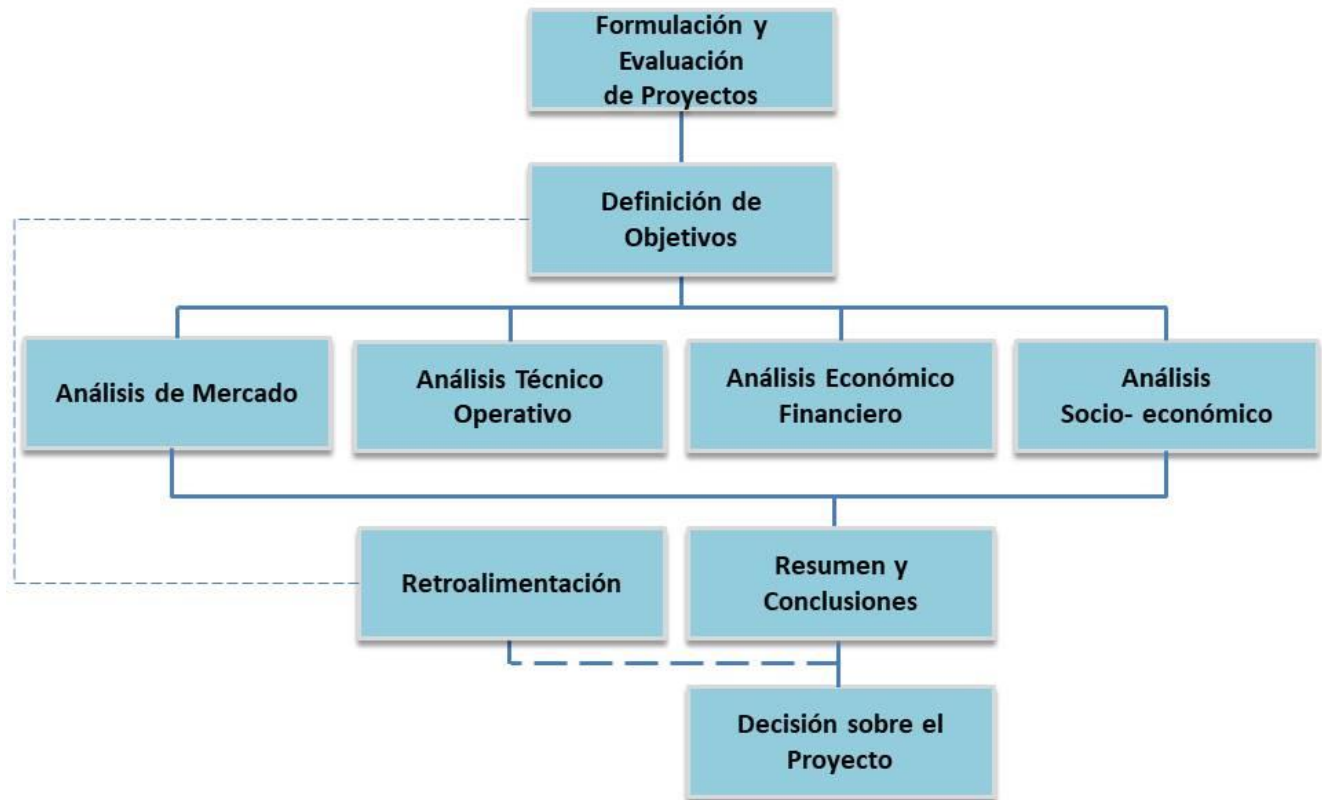 Formulación y
Evaluación
de Proyectos
Definición de
Objetivos
Análisis de Mercado
Análisis Técnico
Operativo
Análisis Económico
Financiero
Análisis
Socio- económico
Retroalimentación
Resumen y
Conclusiones
Decisión sobre el
Proyecto